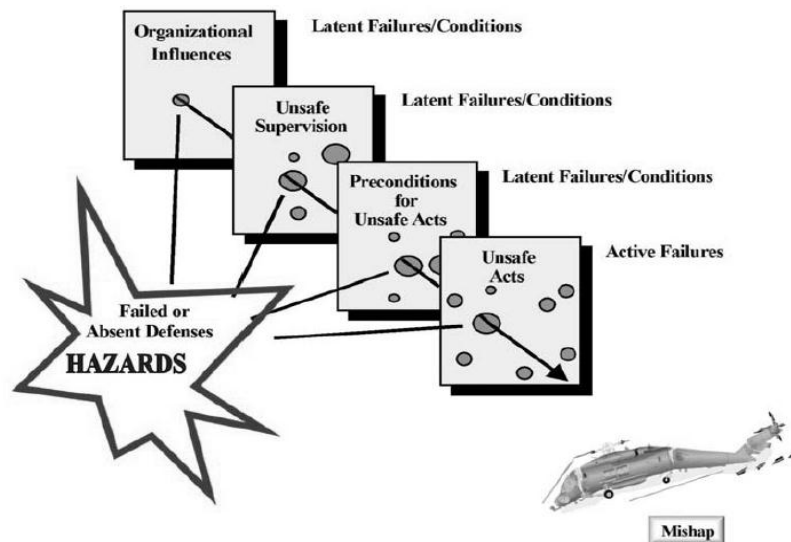 Organizational
Influences
Latent Failures/Conditions
Unsafe
Supervision
Latent Failures/Conditions
Preconditions
for
Unsafe Acts
Latent Failures/Conditions
Unsafe
Acts
Active Failures
Failed or
Absent Defenses
HAZARDS
Mishap